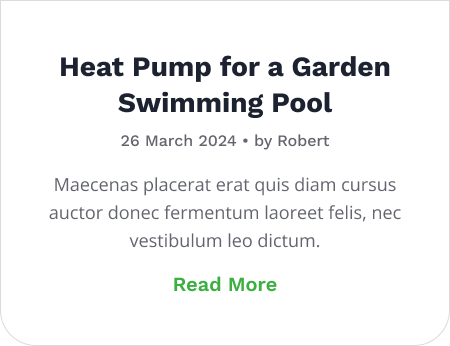 Heat Pump for a Garden
Swimming Pool
26 March 2024 • by Robert
Maecenas placerat erat quis diam cursus
auctor donec fermentum laoreet felis, nec
vestibulum leo dictum.
Read More